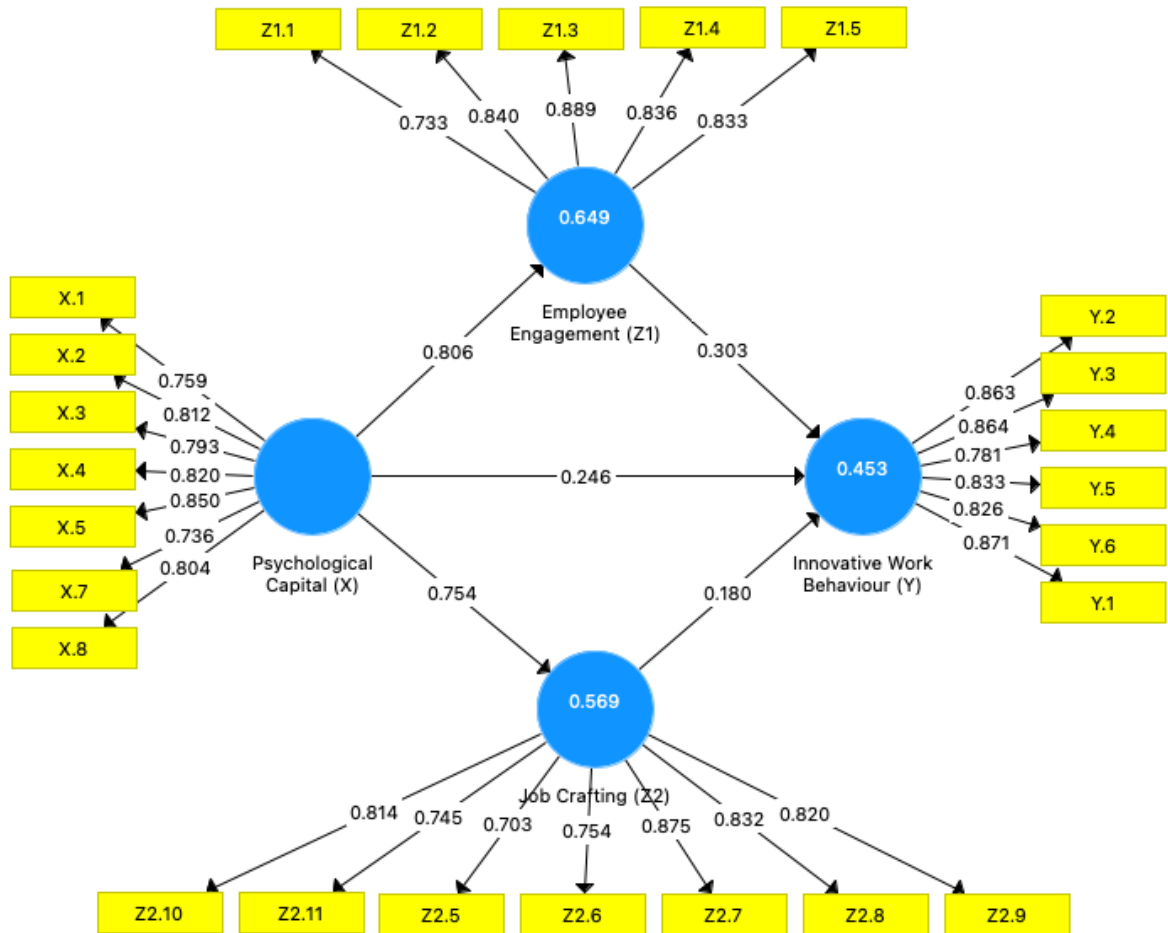 Z1.1
Z1.2
Z1.3
Z1.4
Z1.5
0.733
0.840
0.889
0.836
0.833
0.649
Employee
Engagement (Z1)
X.1
X.2
X.3
X.4
X.5
X.7
X.8
0.759
0.812
0.793
0.820
0.850
0.736
0.804
Psychological
Capital (X)
0.806
0.303
0.246
0.754
0.180
0.453
Innovative Work
Behaviour (Y)
0.863
0.864
0.781
0.833
0.826
0.871
Y.2
Y.3
Y.4
Y.5
Y.6
Y.1
0.569
Job Crafting (Z2)
0.814
0.745
0.703
0.754
0.875
0.832
0.820
Z2.10
Z2.11
Z2.5
Z2.6
Z2.7
Z2.8
Z2.9